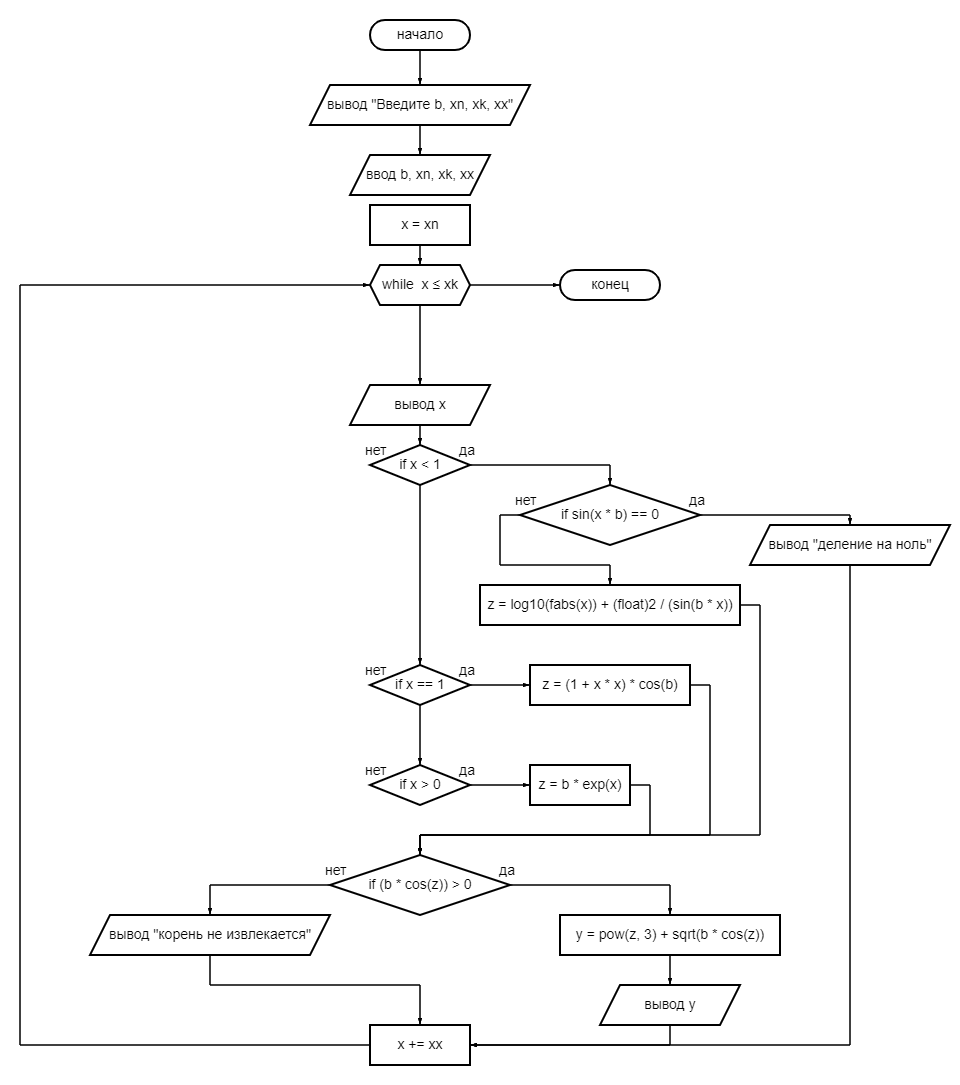 начало
вывод "Введите b, xn, xk, xx"
ввод b, xn, xk, xx
x = xn
while x ≤ xk
конец
вывод x
нет
да
if x < 1
нет
да
if sin(x * b) == 0
вывод "деление на ноль"
z = log10(fabs(x)) + (float)2 / (sin(b * x))
нет
да
if x == 1
z = (1 + x * x) * cos(b)
нет
да
if x > 0
z = b * exp(x)
нет
да
if (b * cos(z)) > 0
вывод "корень не извлекается"
y = pow(z, 3) + sqrt(b * cos(z))
вывод y
x += xx